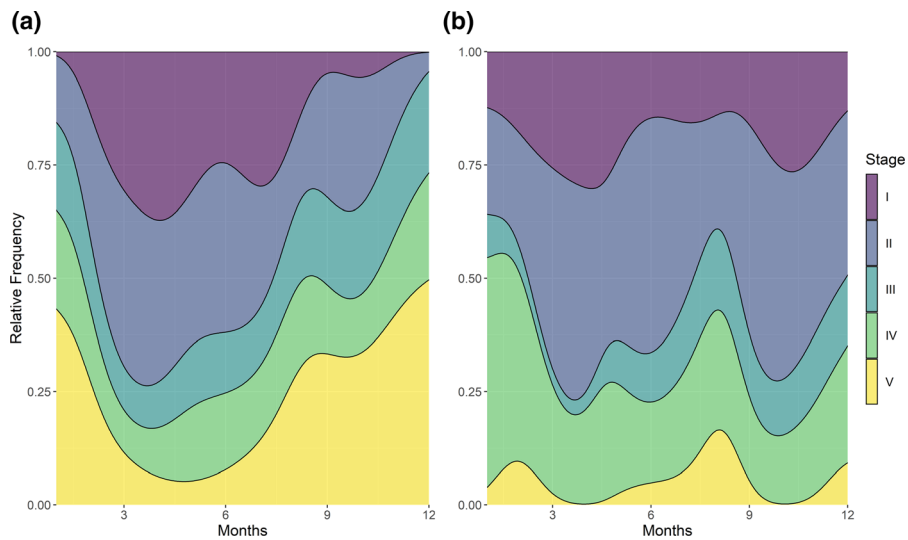 (a)
(b)
Relative Frequency
1.00
0.75
0.50
0.25
0.00
3
6
9
12
Months
1.00
0.75
0.50
0.25
0.00
3
6
9
12
Months
Stage
I
II
III
IV
V